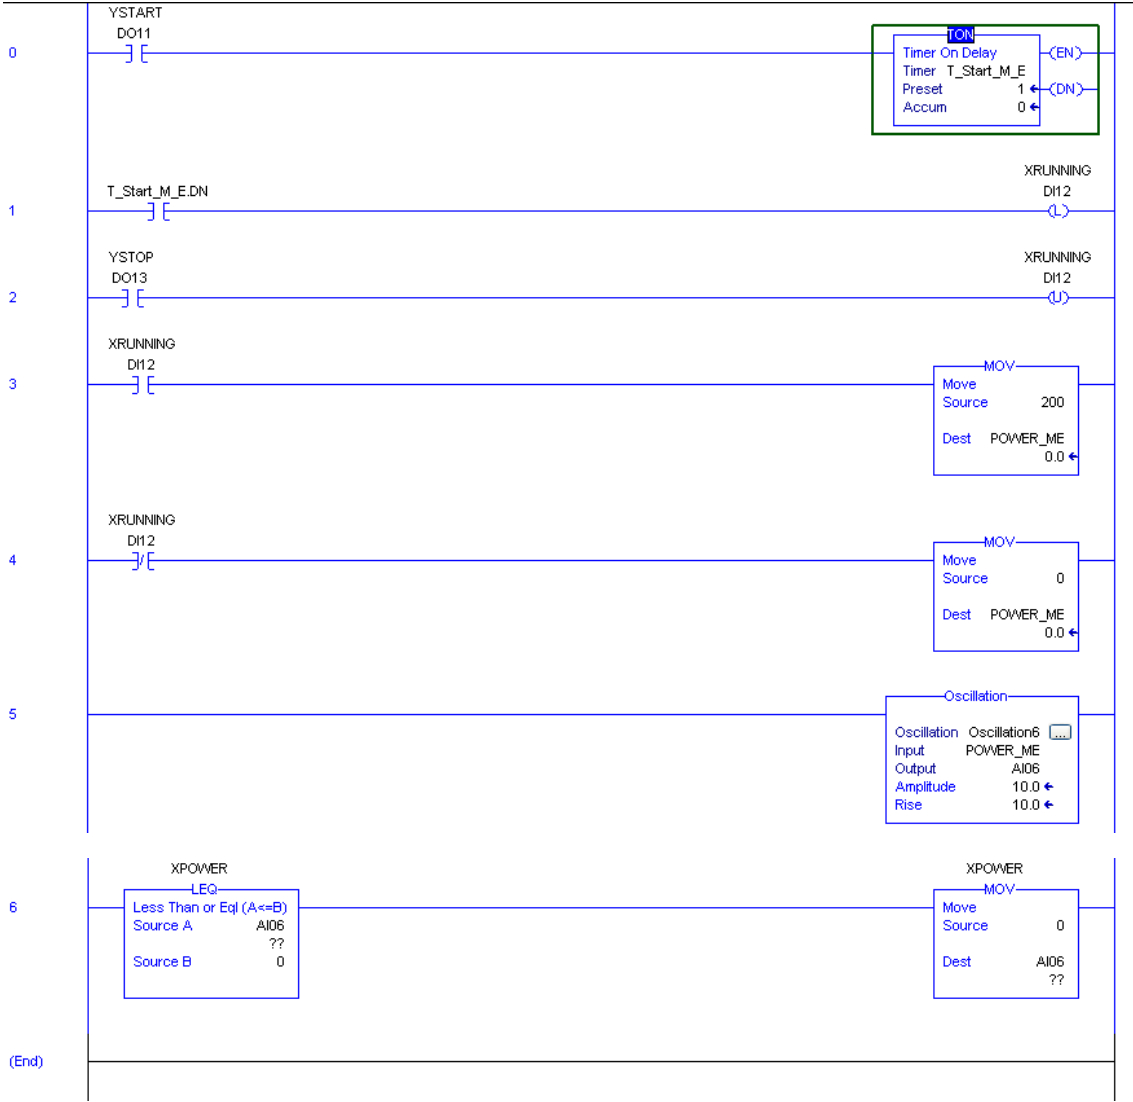 YSTART
DO11
0
TON
Timer On Delay
Timer T_Start_M_E
Preset 1
Accum 0
(EN)
(DN)
T_Start_M_E.DN
XRUNNING
DI12
1
(L)
YSTOP
DO13
XRUNNING
DI12
2
(U)
XRUNNING
DI12
3
MOV
Move
Source 200
Dest POWER_ME
0.0
XRUNNING
DI12
4
MOV
Move
Source 0
Dest POWER_ME
0.0
5
Oscillation
Oscillation Oscillation6 ...
Input POWER_ME
Output AI06
Amplitude 10.0
Rise 10.0
XPOWER
6
LEQ
Less Than or Eql (A<=B)
Source A AI06
??
Source B 0
XPOWER
MOV
Move
Source 0
Dest AI06
??
(End)